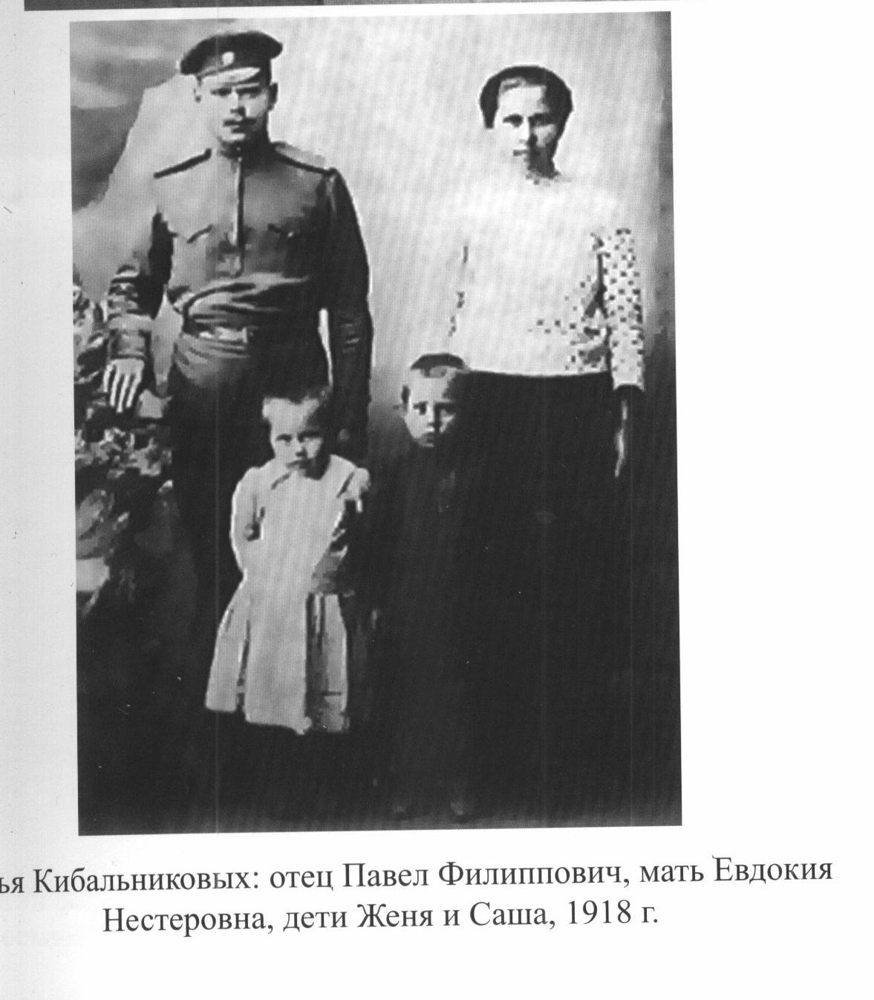 ья Кибальниковых: отец Павел Филиппович, мать Евдокия
Нестеровна, дети Женя и Саша, 1918 г.